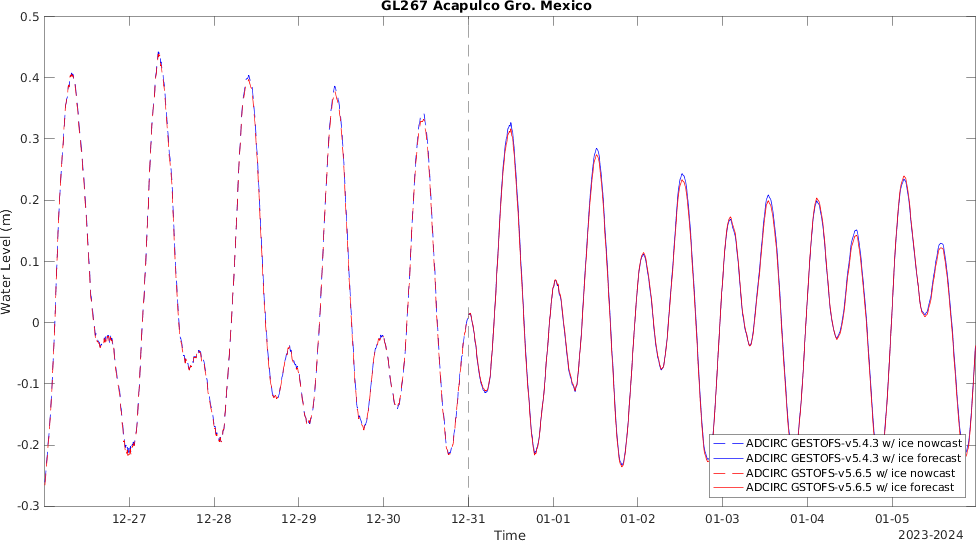 GL267 Acapulco Gro. Mexico
0.5
0.4
0.3
0.2
0.1
0
-0.1
-0.2
-0.3
Water Level (m)
ADCIRC GESTOFS-v5.4.3 w/ ice nowcast
ADCIRC GESTOFS-v5.4.3 w/ ice forecast
ADCIRC GSTOFS-v5.6.5 w/ ice nowcast
ADCIRC GSTOFS-v5.6.5 w/ ice forecast
12-27 12-28 12-29 12-30 12-31 01-01 01-02 01-03 01-04 01-05
Time
2023-2024